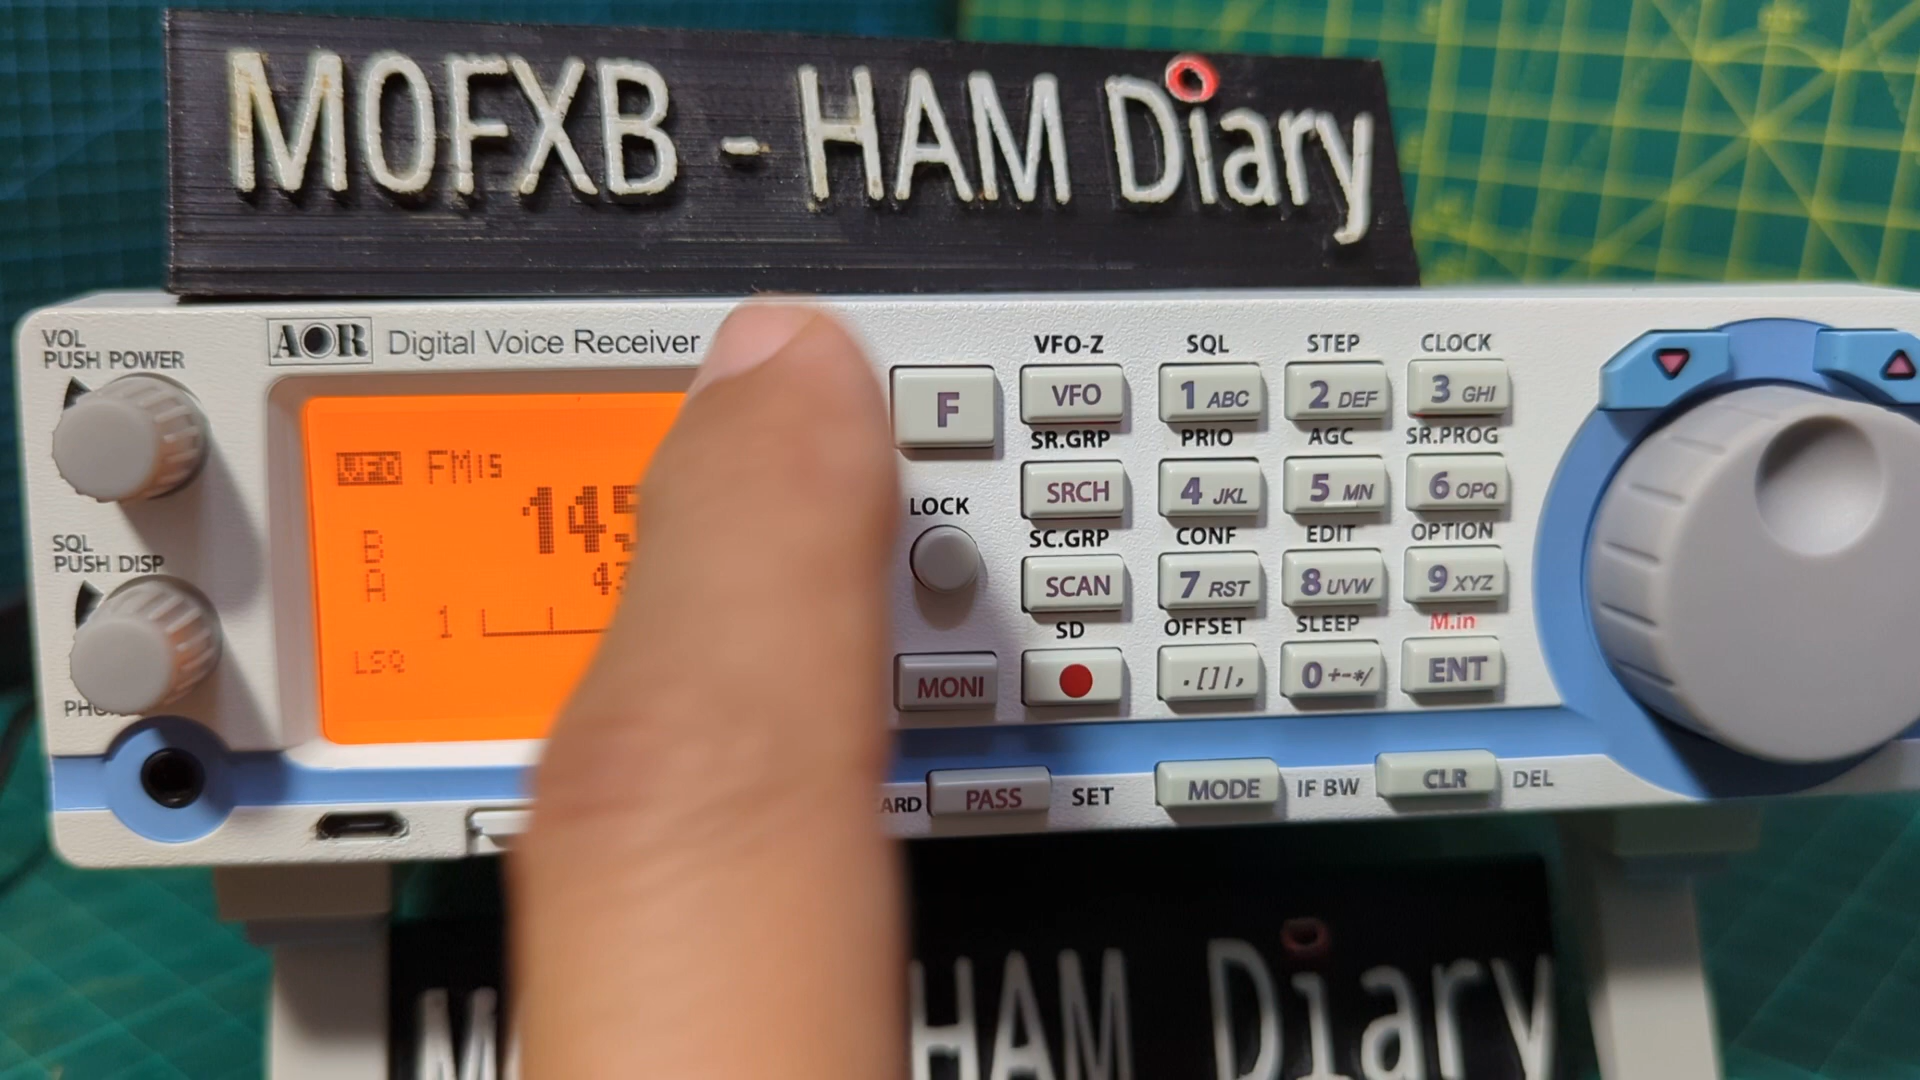 M0FXB - HAM Diary
AOR Digital Voice Receiver
VOL
PUSH POWER
SQL
PUSH DISP
VFO FM15
145
B
A 43
1
LSQ
F
LOCK
MONI
VFO-Z SQL STEP CLOCK
VFO 1 ABC 2 DEF 3 GHI
SR.GRP PRIO AGC SR.PROG
SRCH 4 JKL 5 MN 6 OPQ
SC.GRP CONF EDIT OPTION
SCAN 7 RST 8 UVW 9 XYZ
SD OFFSET SLEEP M.in
.[]|, 0 +-*/ ENT
ARD PASS SET MODE IF BW CLR DEL
HAM Diary